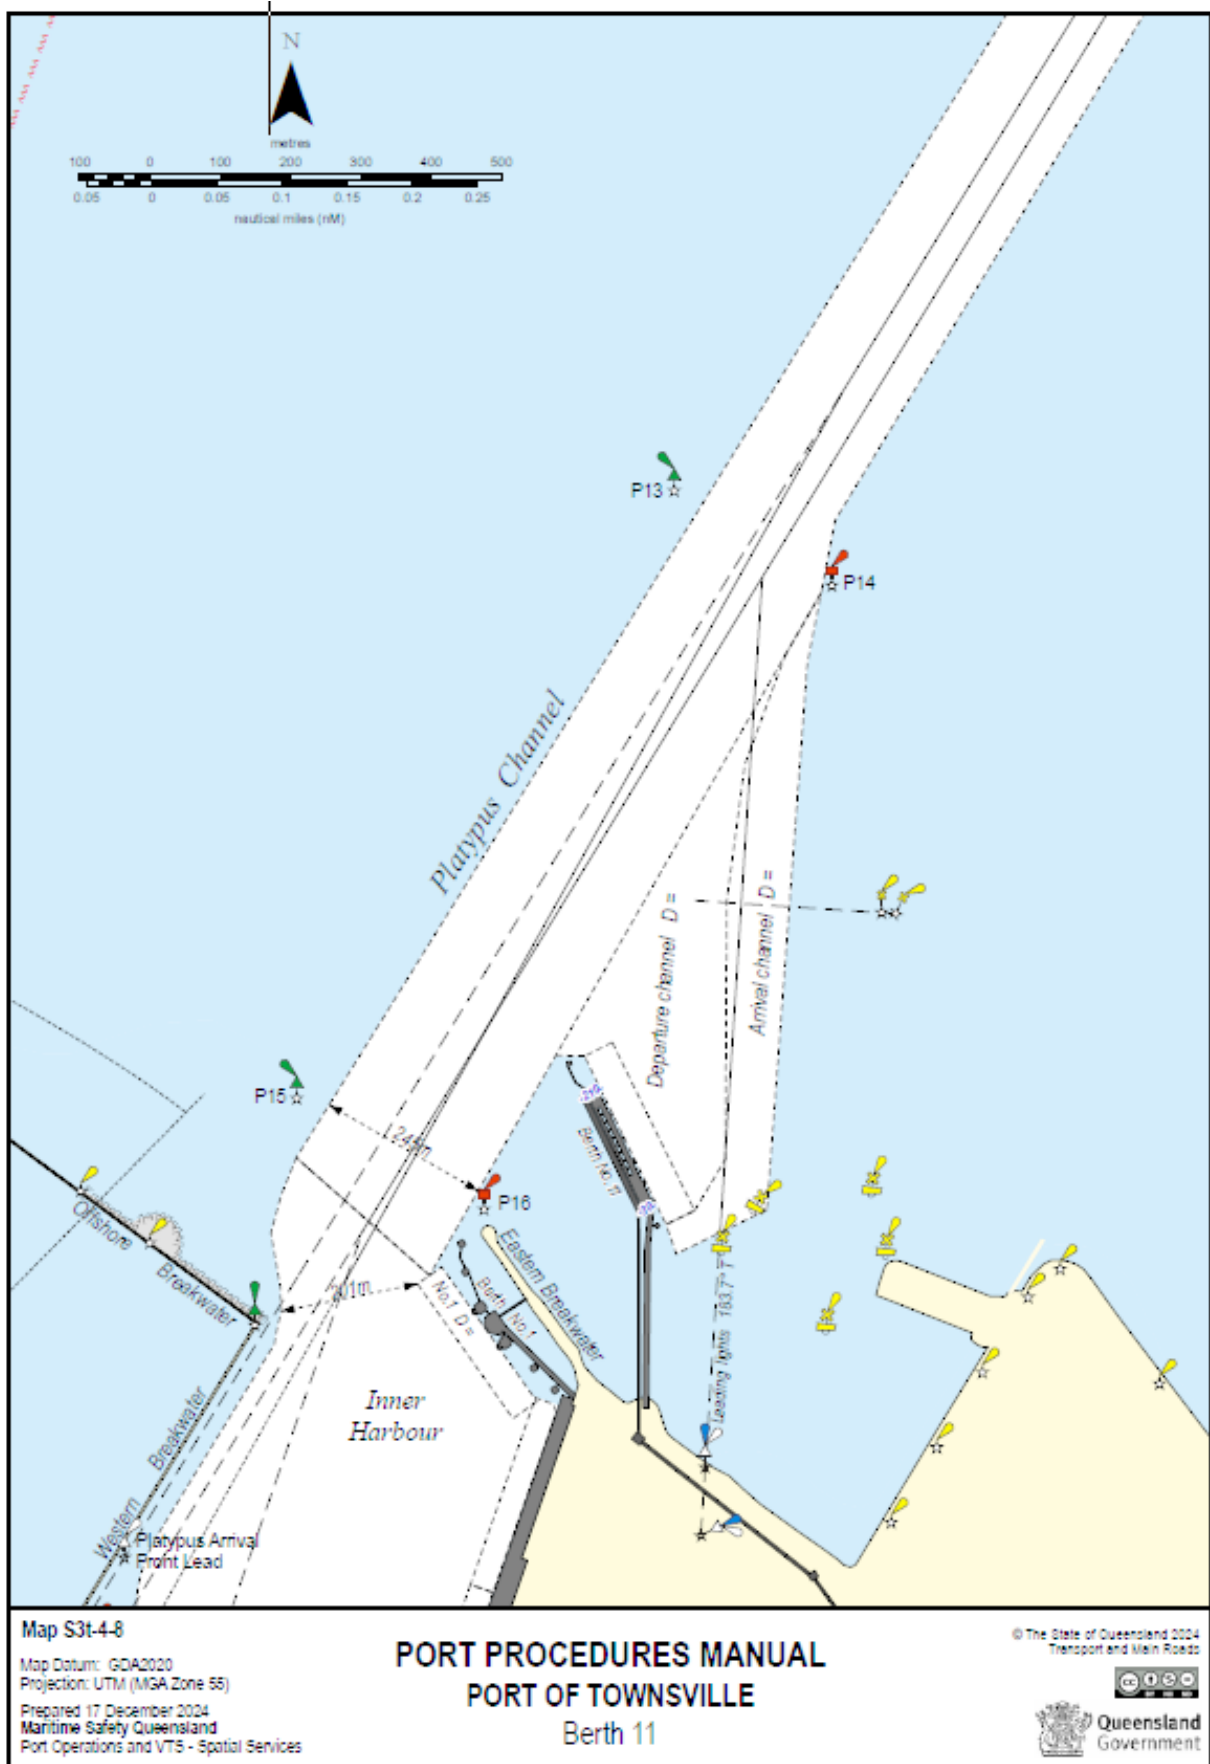 N
metres
100 0 100 200 300 400 500
0.05 0 0.05 0.1 0.15 0.2 0.25
nautical miles (nM)
P13
P14
Platypus Channel
Departure channel D =
Arrival channel D =
P15
245m
Berth No. 11
P16
Offshore
Breakwater
201m
No.1 D =
Berth No.1
Eastern Breakwater
Leading lights 183.7° T
Inner
Harbour
Western Breakwater
Platypus Arrival
Front Lead
Map S3t-4-8
Map Datum: GDA2020
Projection: UTM (MGA Zone 55)
Prepared 17 December 2024
Maritime Safety Queensland
Port Operations and VTS - Spatial Services
PORT PROCEDURES MANUAL
PORT OF TOWNSVILLE
Berth 11
© The State of Queensland 2024
Transport and Main Roads
cc
Queensland
Government